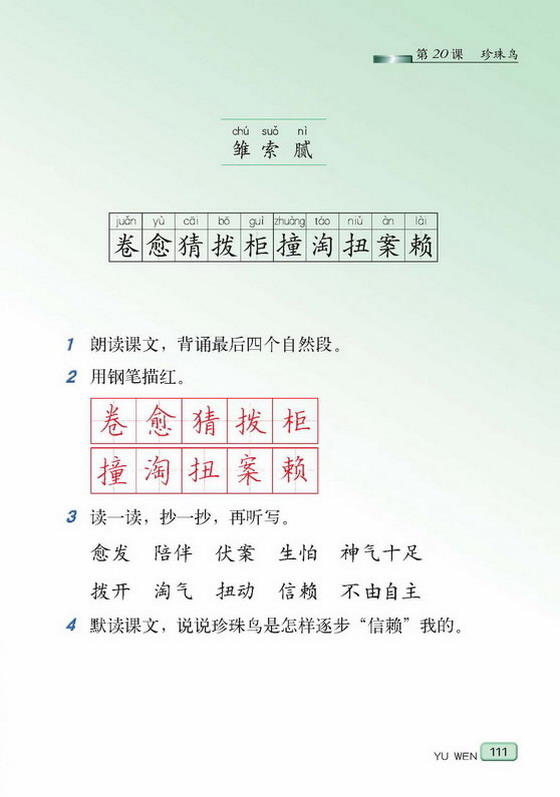 第20课 珍珠鸟
chú suǒ nì
雏 索 腻
juǎn yù cāi bō guì zhuàng táo niǔ àn lài
卷 愈 猜 拨 柜 撞 淘 扭 案 赖
1 朗读课文，背诵最后四个自然段。
2 用钢笔描红。
卷 愈 猜 拨 柜
撞 淘 扭 案 赖
3 读一读，抄一抄，再听写。
愈发 陪伴 伏案 生怕 神气十足
拨开 淘气 扭动 信赖 不由自主
4 默读课文，说说珍珠鸟是怎样逐步“信赖”我的。
YU WEN 111